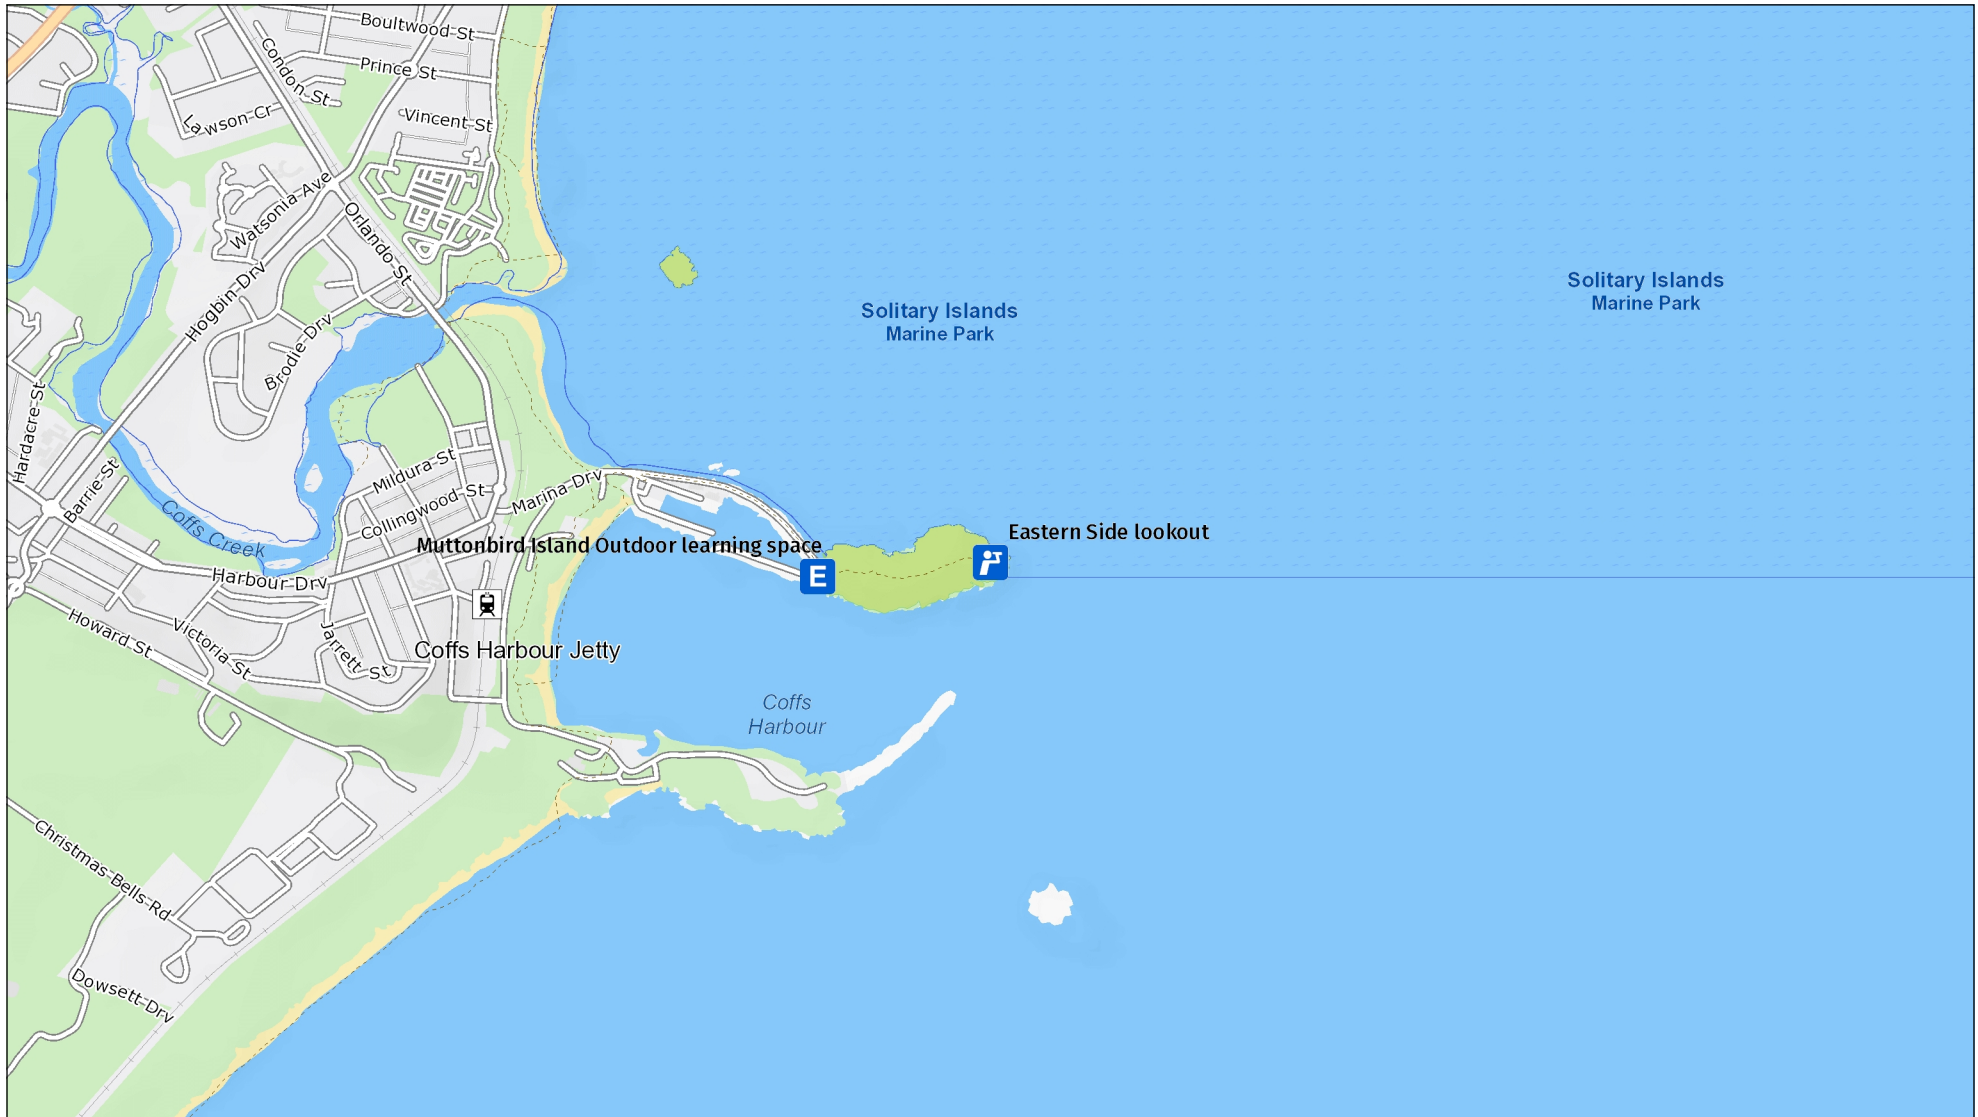 Boultwood St
Condon St
Prince St
Lawson Cr
Vincent St
Watsonia Ave
Orlando St
Hogbin Drv
Solitary Islands
Marine Park
Solitary Islands
Marine Park
Brodie Drv
Hardacre St
Mildura St
Barrie St
Collingwood St
Marina Drv
Coffs Creek
Eastern Side lookout
Muttonbird Island Outdoor learning space
E
Harbour Drv
Howard St
Victoria St
Jarrett St
Coffs Harbour Jetty
Coffs
Harbour
Christmas Bells Rd
Dowsett Drv